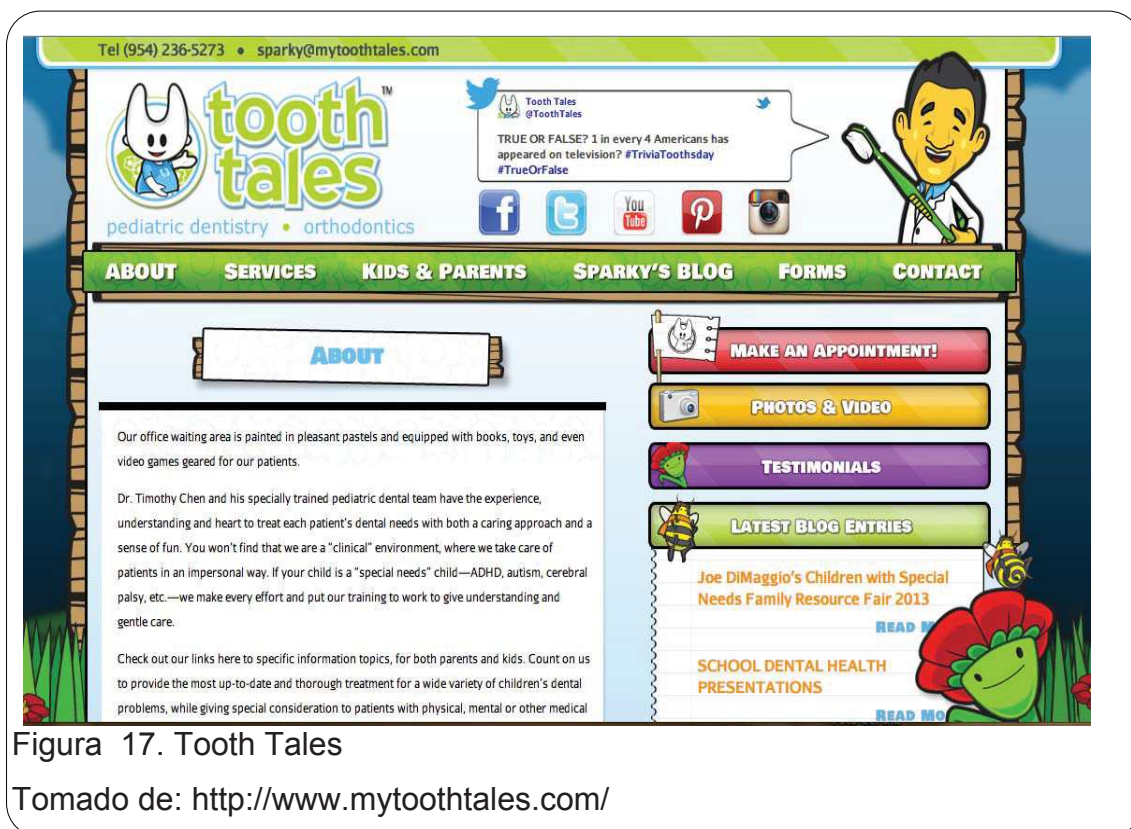 Tel (954) 236-5273 • sparky@mytoothtales.com
tooth
tales
TM
pediatric dentistry • orthodontics
Tooth Tales
@ToothTales
TRUE OR FALSE? 1 in every 4 Americans has
appeared on television? #TriviaToothsday
#TrueOrFalse
f
You
Tube
ABOUT SERVICES KIDS & PARENTS SPARKY'S BLOG FORMS CONTACT
ABOUT
Our office waiting area is painted in pleasant pastels and equipped with books, toys, and even
video games geared for our patients.
Dr. Timothy Chen and his specially trained pediatric dental team have the experience,
understanding and heart to treat each patient's dental needs with both a caring approach and a
sense of fun. You won't find that we are a "clinical" environment, where we take care of
patients in an impersonal way. If your child is a "special needs" child—ADHD, autism, cerebral
palsy, etc.—we make every effort and put our training to work to give understanding and
gentle care.
Check out our links here to specific information topics, for both parents and kids. Count on us
to provide the most up-to-date and thorough treatment for a wide variety of children's dental
problems, while giving special consideration to patients with physical, mental or other medical
MAKE AN APPOINTMENT!
PHOTOS & VIDEO
TESTIMONIALS
LATEST BLOG ENTRIES
Joe DiMaggio's Children with Special
Needs Family Resource Fair 2013
READ
SCHOOL DENTAL HEALTH
PRESENTATIONS
READ MO
Figura 17. Tooth Tales
Tomado de: http://www.mytoothtales.com/